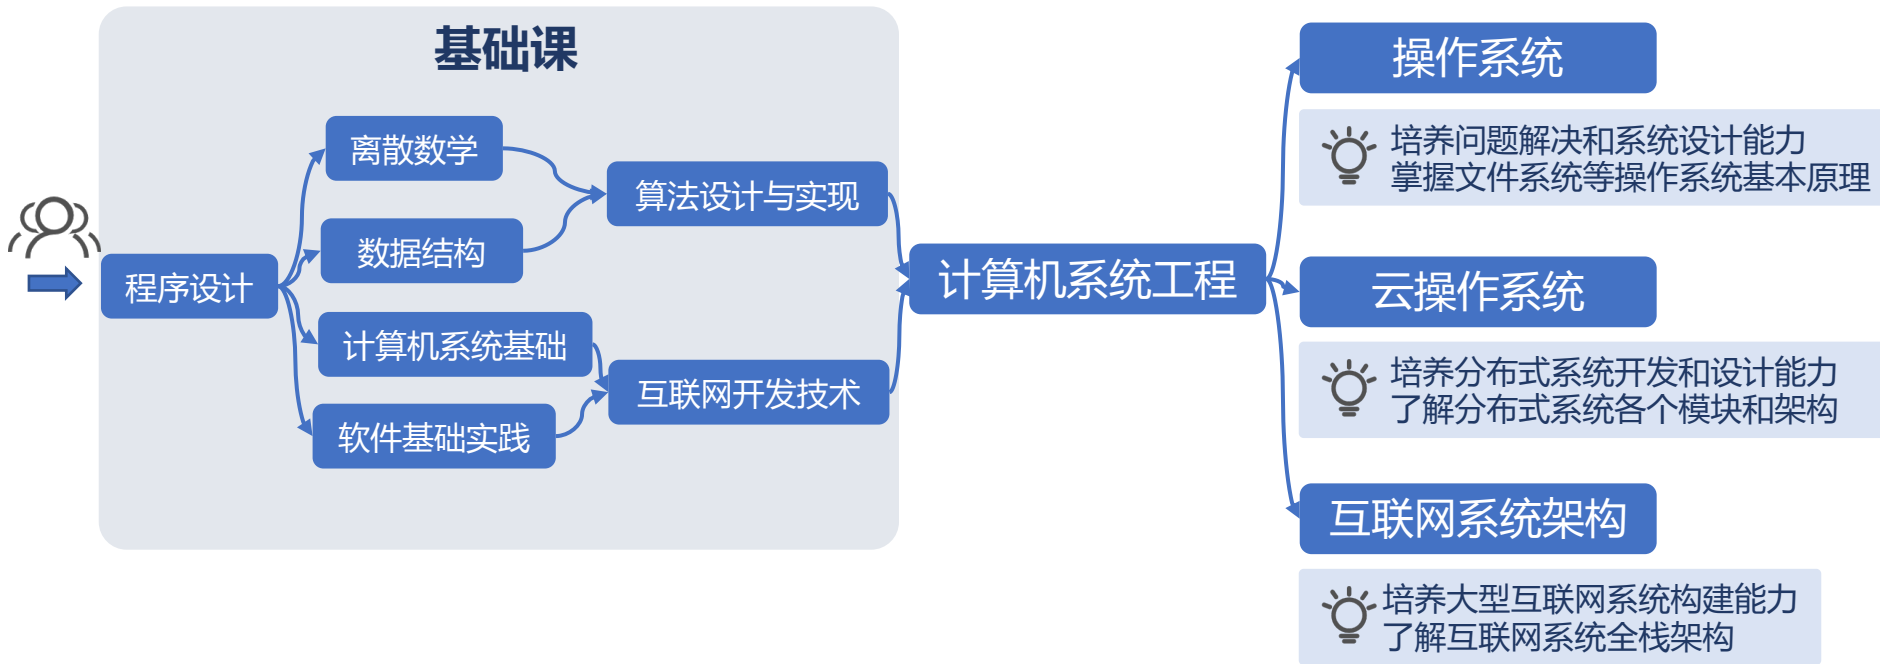 基础课
离散数学
数据结构
程序设计
计算机系统基础
软件基础实践
算法设计与实现
互联网开发技术
计算机系统工程
操作系统
培养问题解决和系统设计能力
掌握文件系统等操作系统基本原理
云操作系统
培养分布式系统开发和设计能力
了解分布式系统各个模块和架构
互联网系统架构
培养大型互联网系统构建能力
了解互联网系统全栈架构